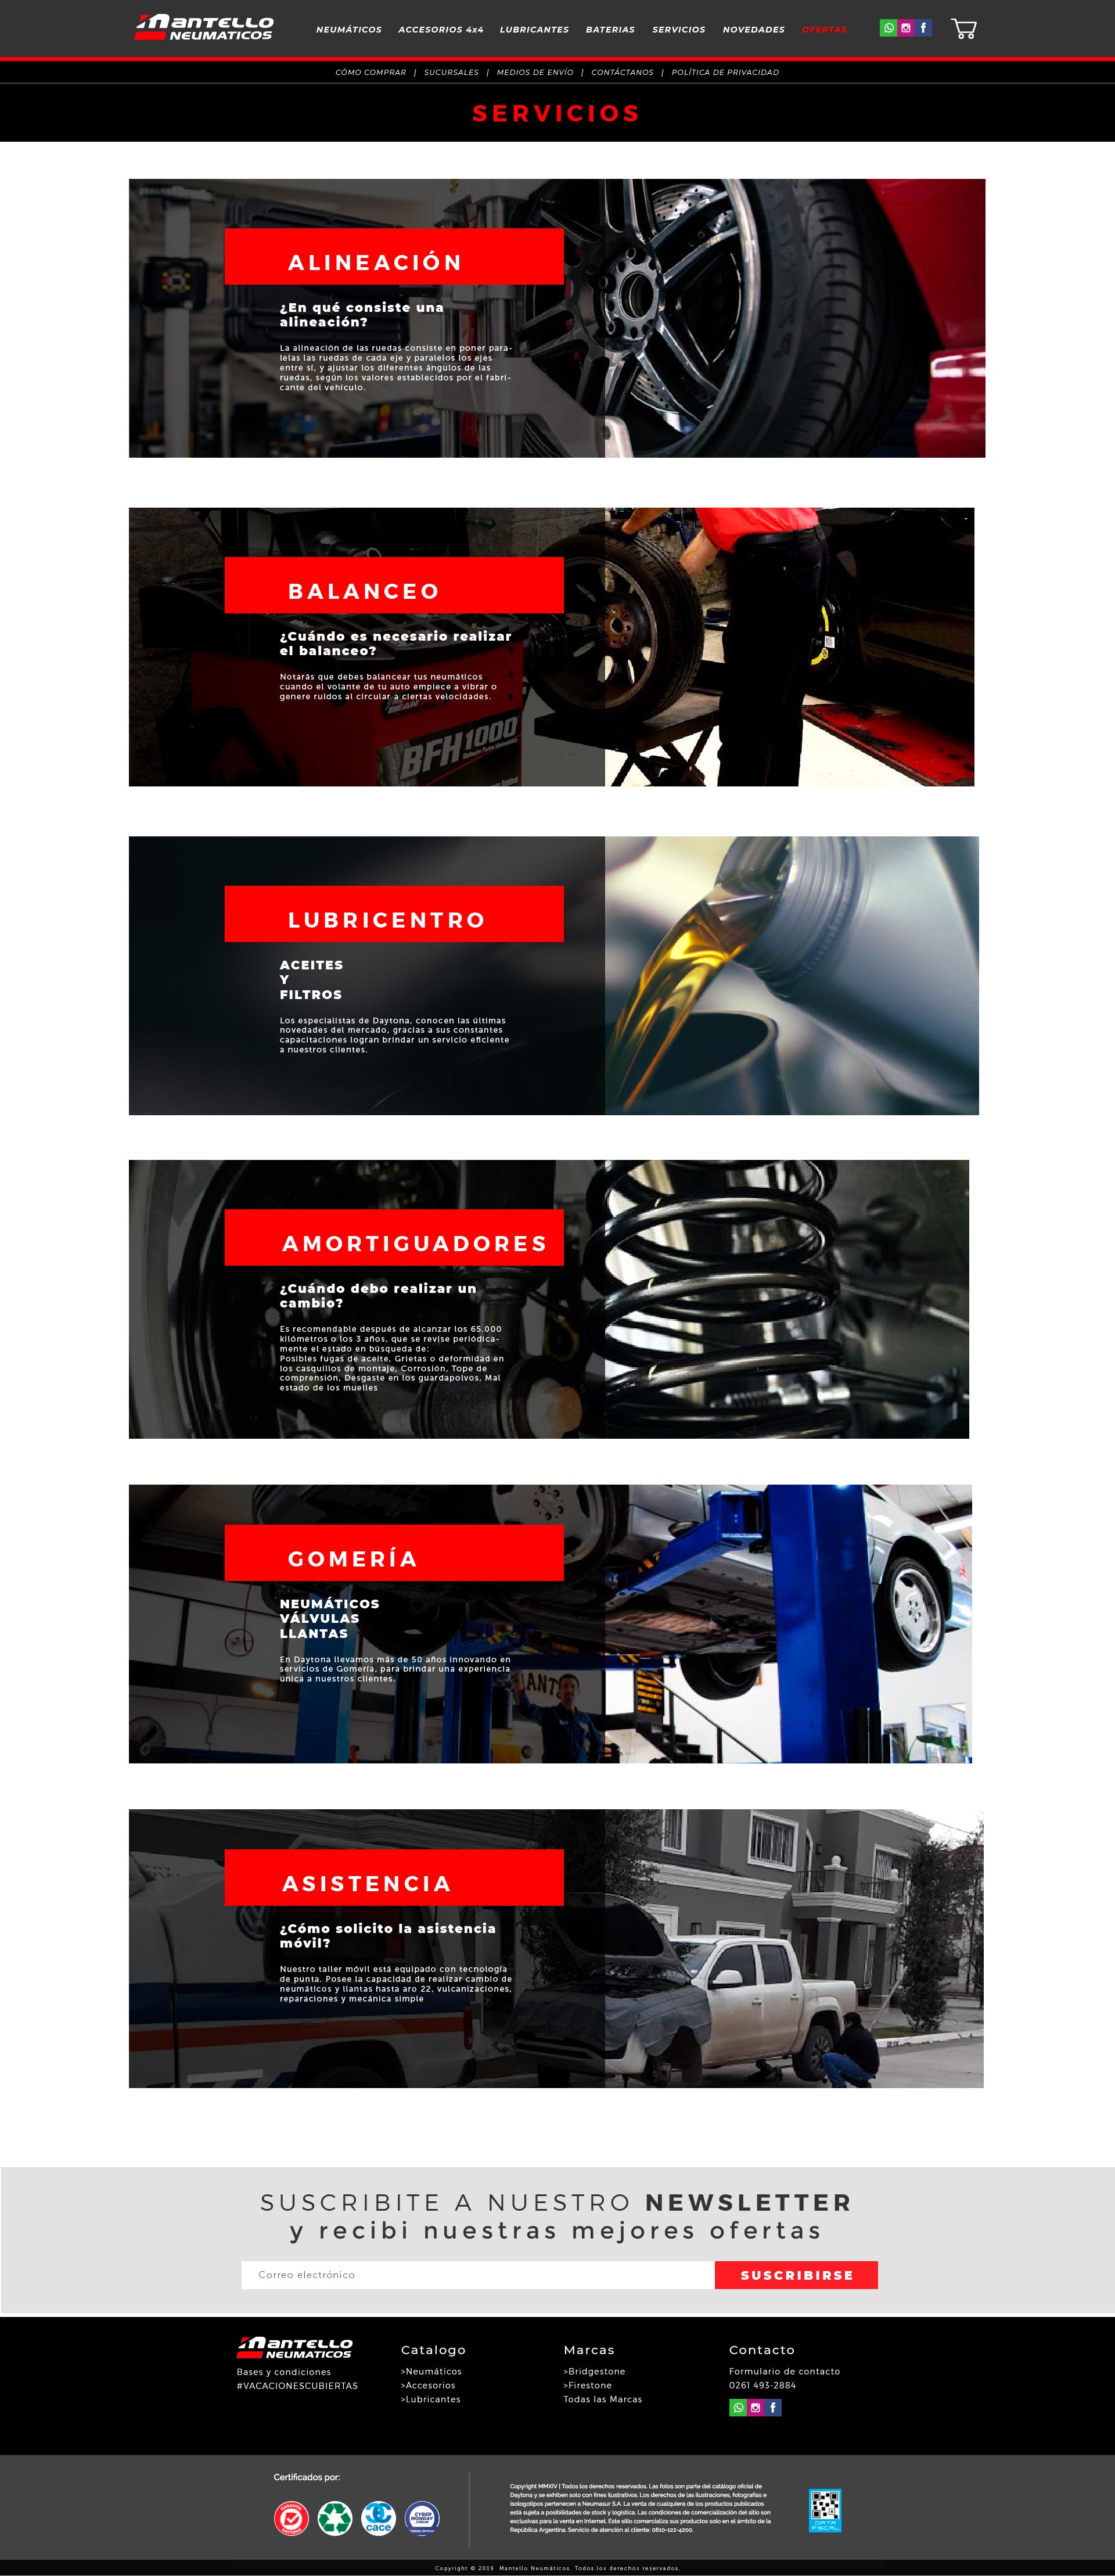 mantello
NEUMATICOS
NEUMÁTICOS ACCESORIOS 4x4 LUBRICANTES BATERIAS SERVICIOS NOVEDADES OFERTAS
CÓMO COMPRAR | SUCURSALES | MEDIOS DE ENVÍO | CONTÁCTANOS | POLÍTICA DE PRIVACIDAD
SERVICIOS
ALINEACIÓN
¿En qué consiste una
alineación?
La alineación de las ruedas consiste en poner para-
lelas las ruedas de cada eje y paralelos los ejes
entre sí, y ajustar los diferentes ángulos de las
ruedas, según los valores establecidos por el fabri-
cante del vehículo.
BALANCEO
¿Cuándo es necesario realizar
el balanceo?
Notarás que debes balancear tus neumáticos
cuando el volante de tu auto empiece a vibrar o
genere ruidos al circular a ciertas velocidades.
BEAN
BFH1000
LUBRICENTRO
ACEITES
Y
FILTROS
Los especialistas de Daytona, conocen las últimas
novedades del mercado, gracias a sus constantes
capacitaciones logran brindar un servicio eficiente
a nuestros clientes.
AMORTIGUADORES
¿Cuándo debo realizar un
cambio?
Es recomendable después de alcanzar los 65.000
kilómetros o los 3 años, que se revise periódica-
mente el estado en búsqueda de:
Posibles fugas de aceite, Grietas o deformidad en
los casquillos de montaje, Corrosión, Tope de
comprensión, Desgaste en los guardapolvos, Mal
estado de los muelles
GOMERÍA
NEUMÁTICOS
VÁLVULAS
LLANTAS
En Daytona llevamos más de 50 años innovando en
servicios de Gomería, para brindar una experiencia
única a nuestros clientes.
ASISTENCIA
¿Cómo solicito la asistencia
móvil?
Nuestro taller móvil está equipado con tecnología
de punta. Posee la capacidad de realizar cambio de
neumáticos y llantas hasta aro 22, vulcanizaciones,
reparaciones y mecánica simple
SUSCRIBITE A NUESTRO NEWSLETTER
y recibi nuestras mejores ofertas
Correo electrónico SUSCRIBIRSE
mantello
NEUMATICOS
Bases y condiciones
#VACACIONESCUBIERTAS
Catalogo
>Neumáticos
>Accesorios
>Lubricantes
Marcas
>Bridgestone
>Firestone
Todas las Marcas
Contacto
Formulario de contacto
0261 493-2884
Certificados por:
cace
CYBER
MONDAY
Copyright MMXIV | Todos los derechos reservados. Las fotos son parte del catálogo oficial de
Daytona y se exhiben solo con fines ilustrativos. Los derechos de las ilustraciones, fotografías e
isologotipos pertenecen a Neumasur S.A. La venta de cualquiera de los productos publicados
está sujeta a posibilidades de stock y logística. Las condiciones de comercialización del sitio son
exclusivas para la venta en Internet. Este sitio comercializa sus productos solo en el ámbito de la
República Argentina. Servicio de atención al cliente: 0810-122-4200.
DATA
FISCAL
Copyright © 2019 Mantello Neumáticos. Todos los derechos reservados.